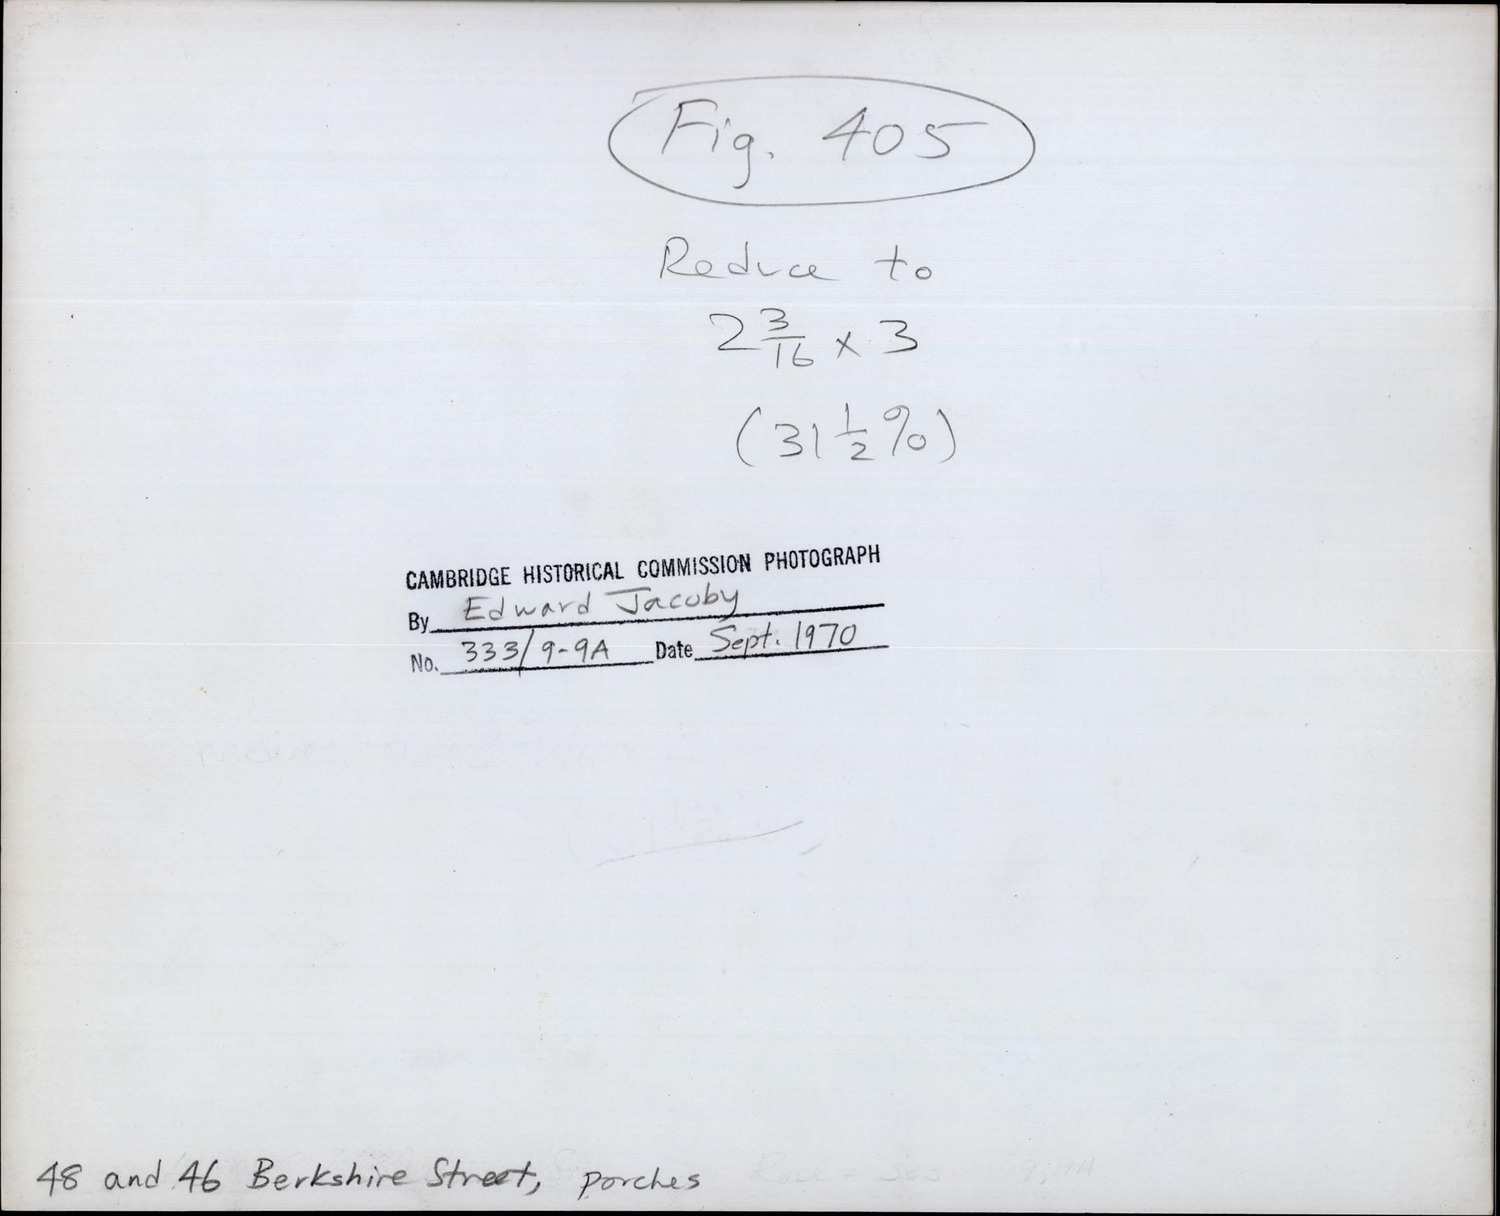 Fig. 405
Reduce to
2 3/16 x 3
(31 1/2 %)
CAMBRIDGE HISTORICAL COMMISSION PHOTOGRAPH
By Edward Jacoby
No. 333/9-9A Date Sept. 1970
48 and 46 Berkshire Street, porches